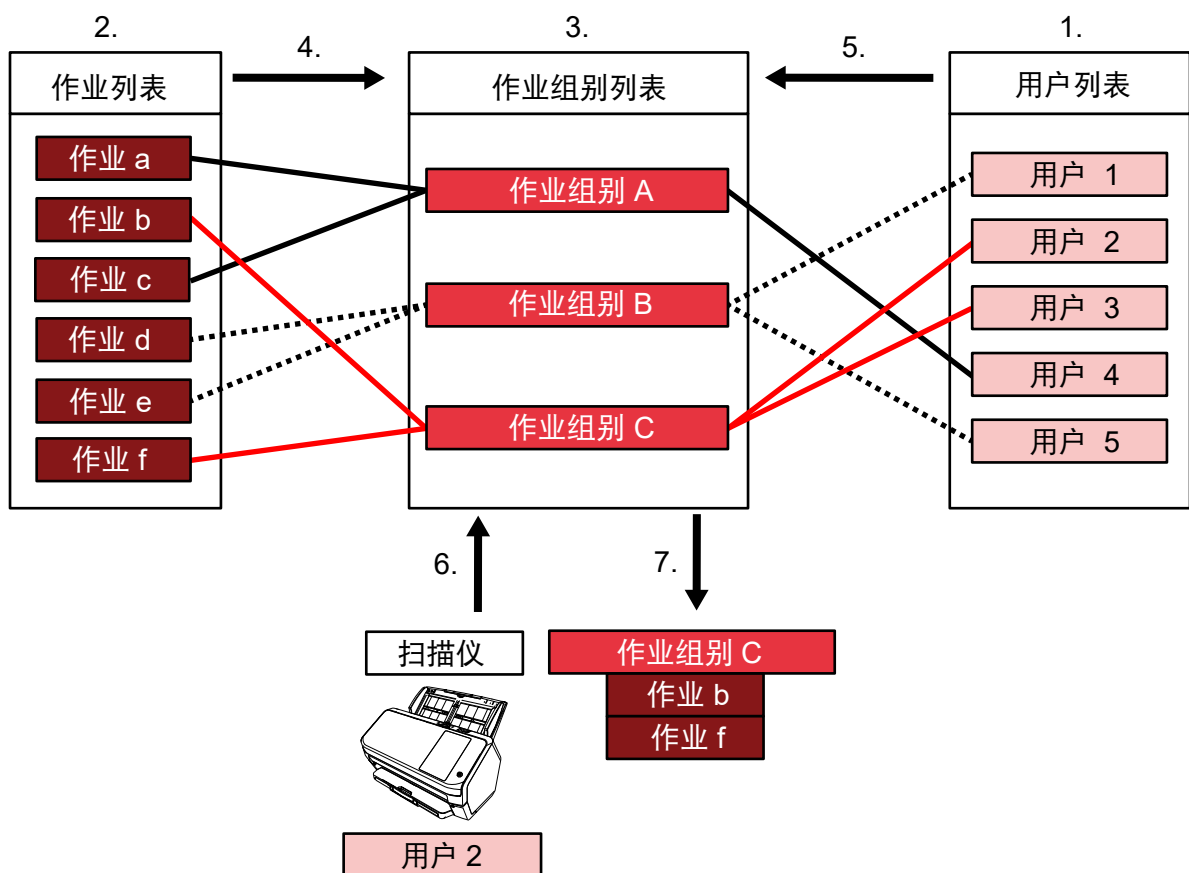 2.
4.
3.
5.
1.
作业列表
作业组别列表
用户列表
作业 a
作业 b
作业 c
作业 d
作业 e
作业 f
作业组别 A
作业组别 B
作业组别 C
用户 1
用户 2
用户 3
用户 4
用户 5
6.
7.
扫描仪
用户 2
作业组别 C
作业 b
作业 f